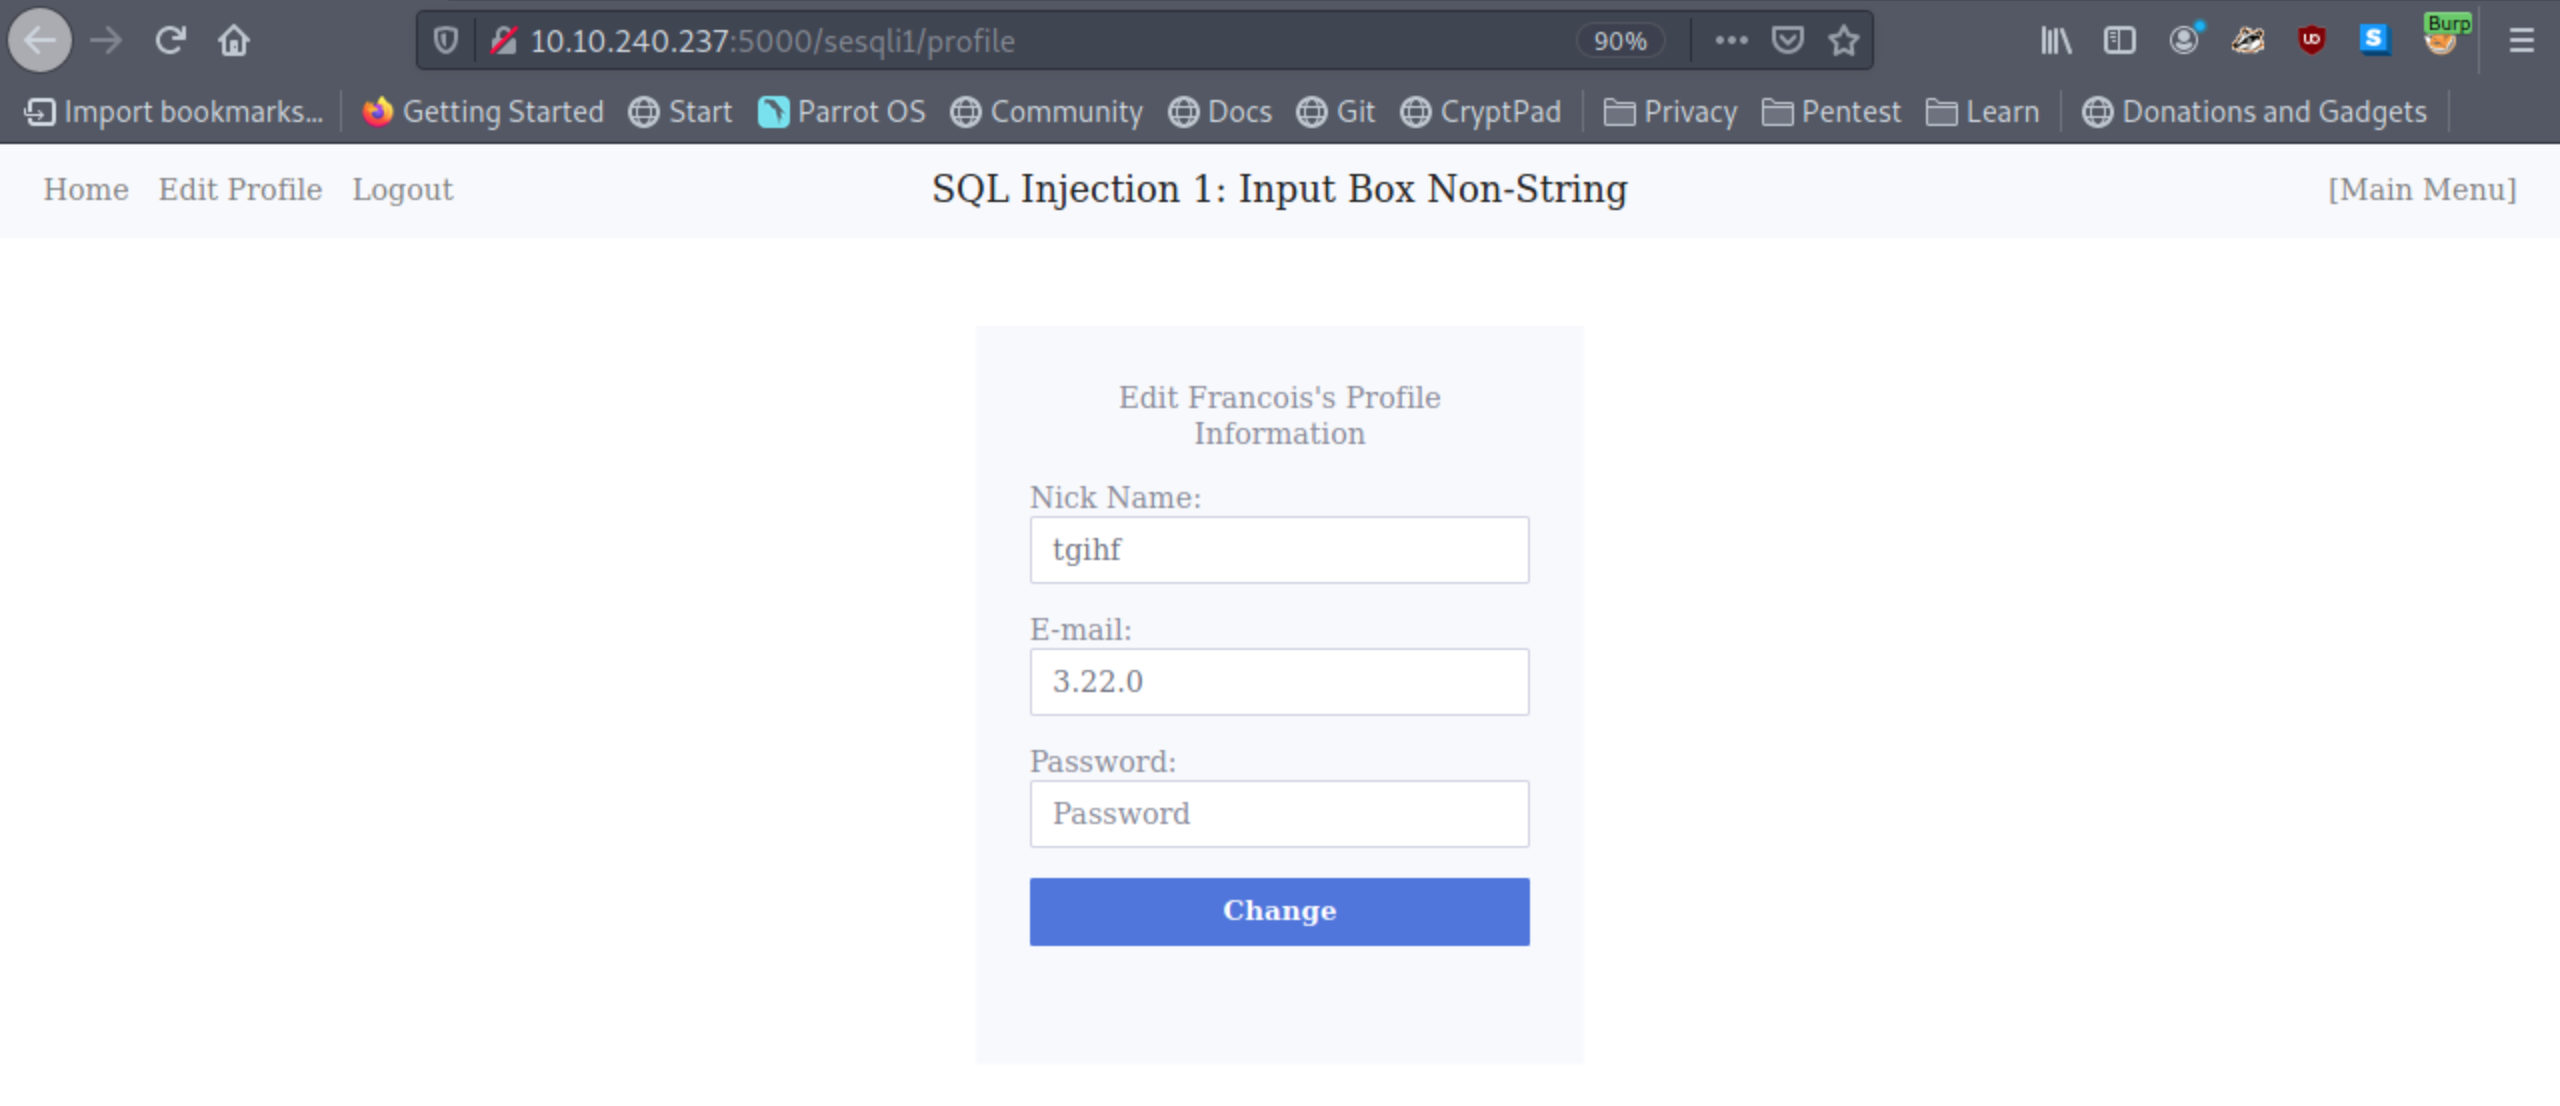 10.10.240.237:5000/sesqli1/profile 90% Burp
Import bookmarks... Getting Started Start Parrot OS Community Docs Git CryptPad Privacy Pentest Learn Donations and Gadgets
Home Edit Profile Logout SQL Injection 1: Input Box Non-String [Main Menu]
Edit Francois's Profile
Information
Nick Name:
tgihf
E-mail:
3.22.0
Password:
Password
Change